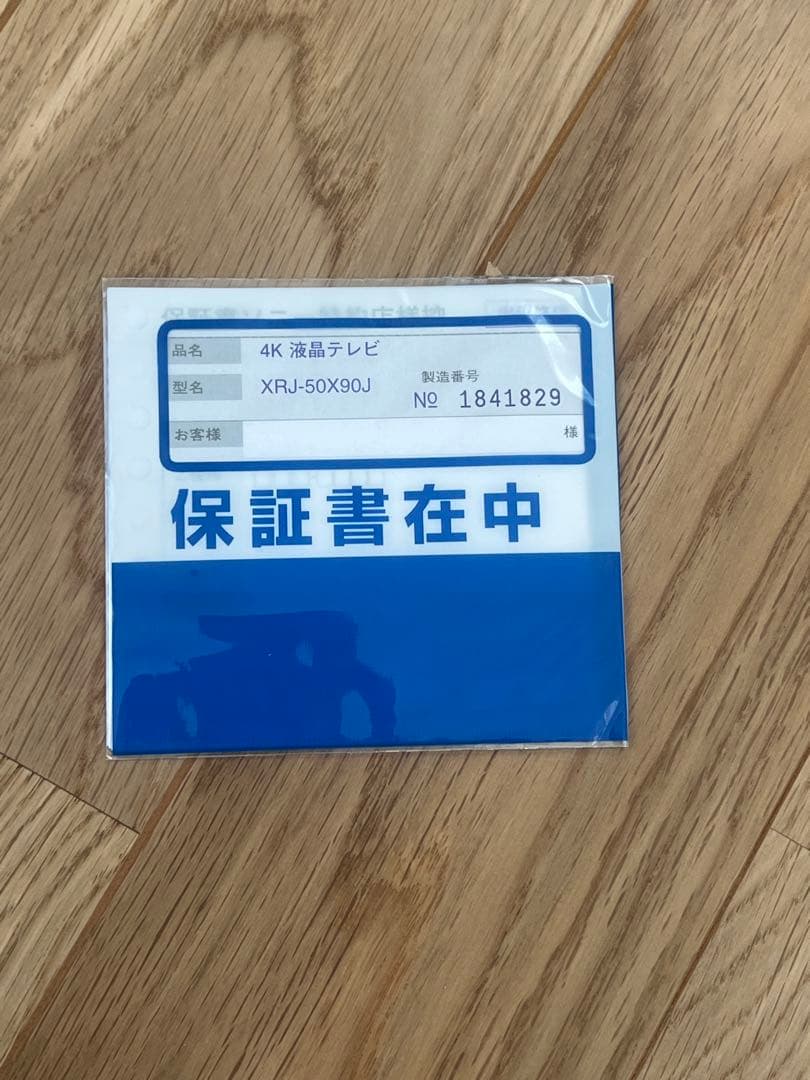 品名 4K 液晶テレビ
型名 XRJ-50X90J 製造番号 № 1841829
お客様 様
保証書在中